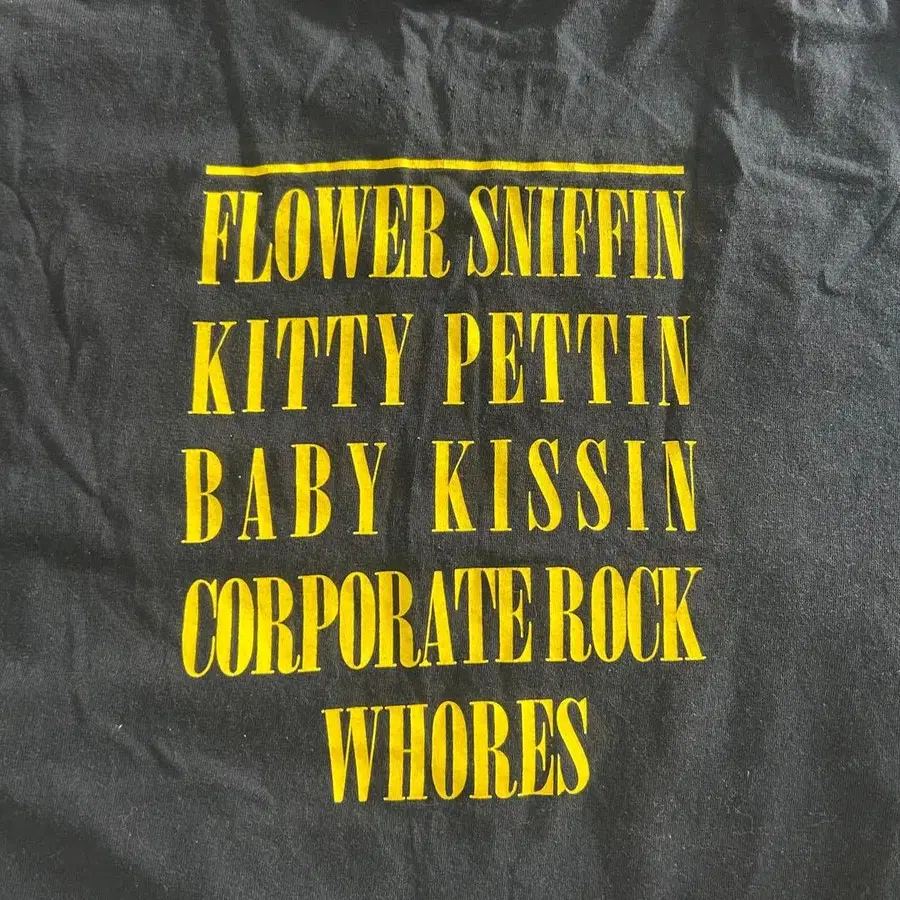 FLOWER SNIFFIN
KITTY PETTIN
BABY KISSIN
CORPORATE ROCK
WHORES